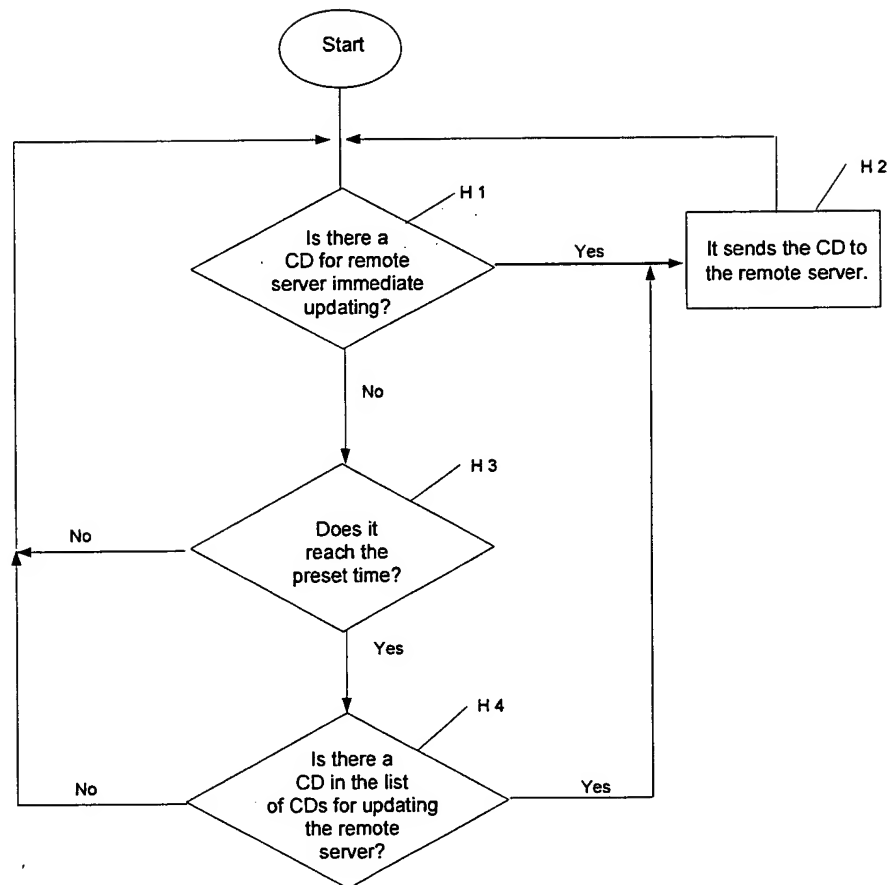 Start
H 1
Is there a
CD for remote
server immediate
updating?
Yes
H 2
It sends the CD to
the remote server.
No
H 3
Does it
reach the
preset time?
No
Yes
H 4
Is there a
CD in the list
of CDs for updating
the remote
server?
No
Yes